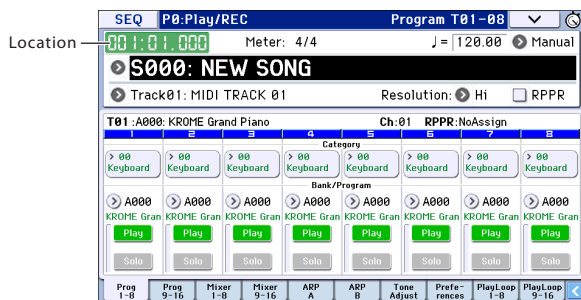 SEQ P0:Play/REC Program T01-08
Location 001:01.000 Meter: 4/4 ♩= 120.00 Manual
S000: NEW SONG
Track01: MIDI TRACK 01 Resolution: Hi RPPR
T01 :A000: KROME Grand Piano Ch:01 RPPR:NoAssign
1 2 3 4 5 6 7 8
Category
00 00 00 00 00 00 00 00
Keyboard Keyboard Keyboard Keyboard Keyboard Keyboard Keyboard Keyboard
Bank/Program
A000 A000 A000 A000 A000 A000 A000 A000
KROME Gran KROME Gran KROME Gran KROME Gran KROME Gran KROME Gran KROME Gran KROME Gran
Play Play Play Play Play Play Play Play
Solo Solo Solo Solo Solo Solo Solo Solo
Prog Prog Mixer Mixer ARP ARP Tone Prefe- PlayLoop PlayLoop
1-8 9-16 1-8 9-16 A B Adjust rences 1-8 9-16